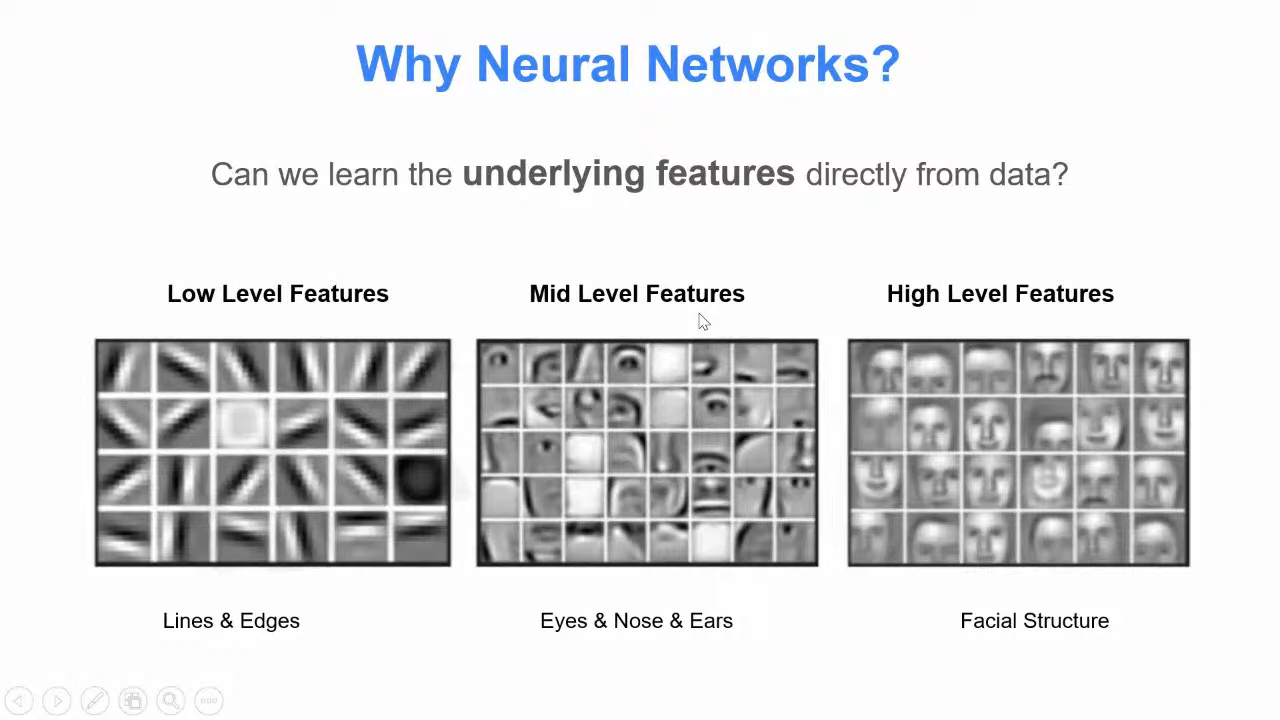 Why Neural Networks?
Can we learn the underlying features directly from data?
Low Level Features
Mid Level Features
High Level Features
Lines & Edges
Eyes & Nose & Ears
Facial Structure